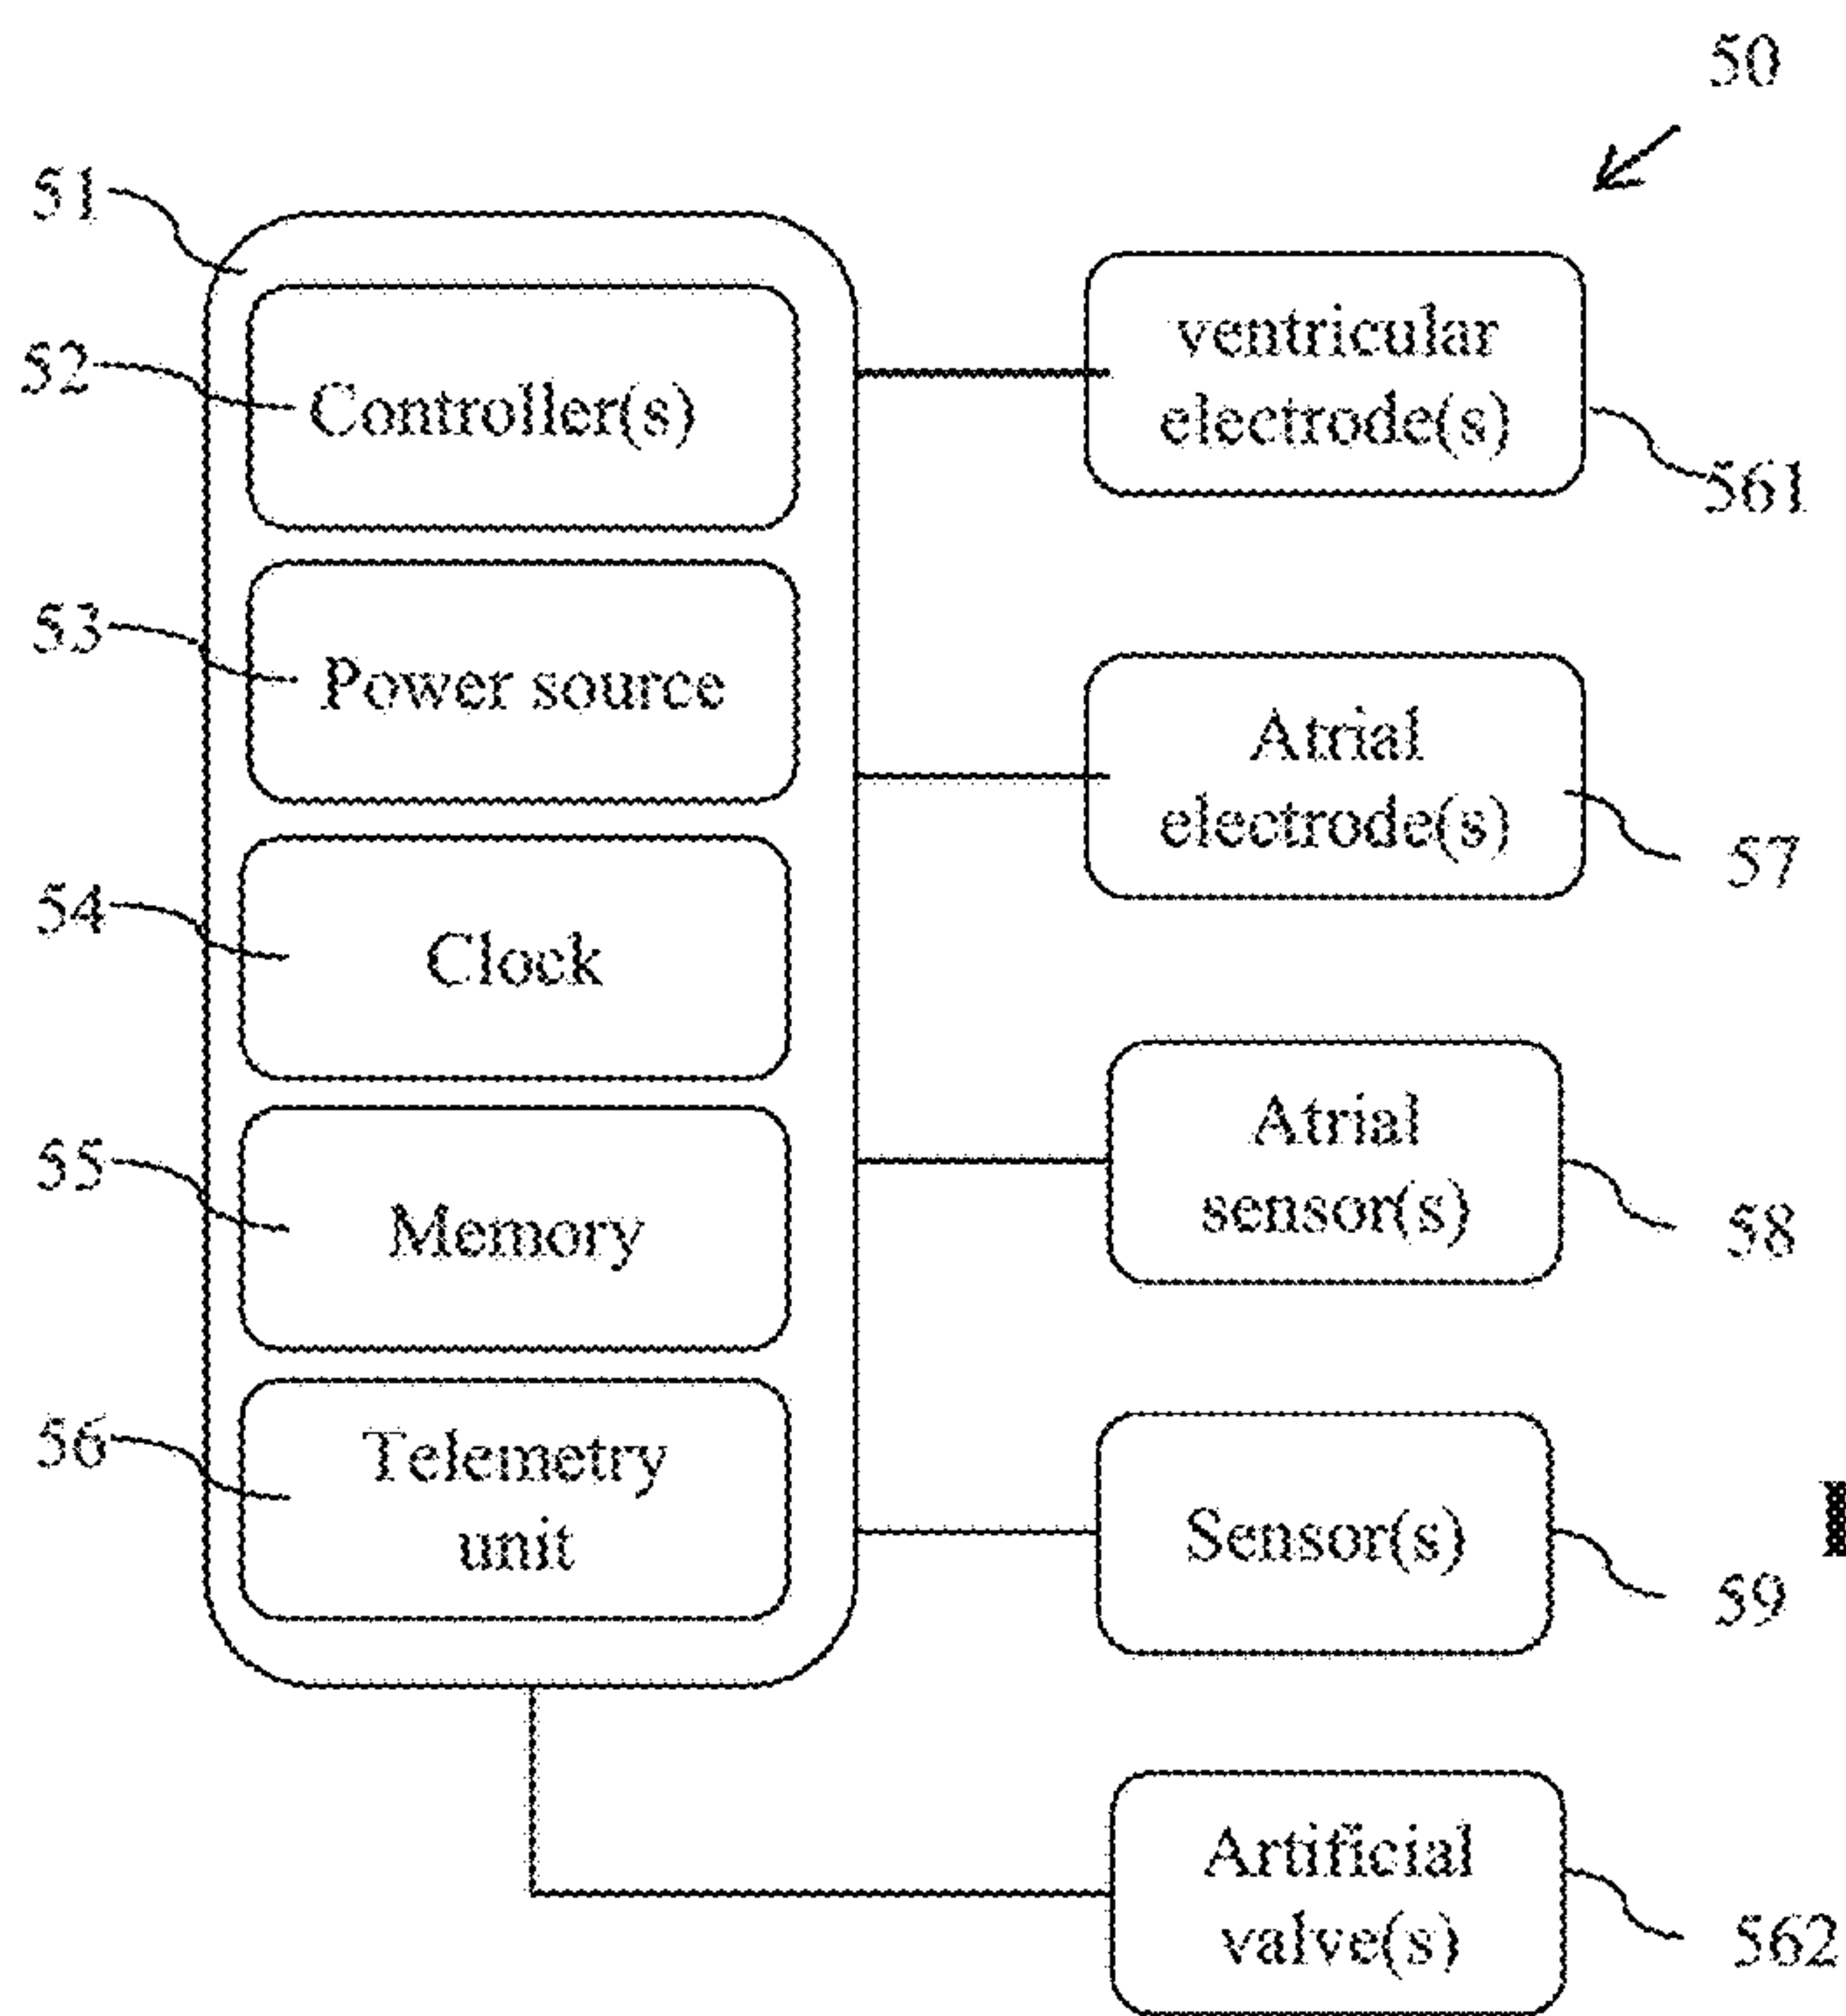 50
51
52
Controller(s)
ventricular
electrode(s)
561
53
Power source
Atrial
electrode(s)
57
54
Clock
55
Memory
Atrial
sensor(s)
58
56
Telemetry
unit
Sensor(s)
59
Artificial
valve(s)
562